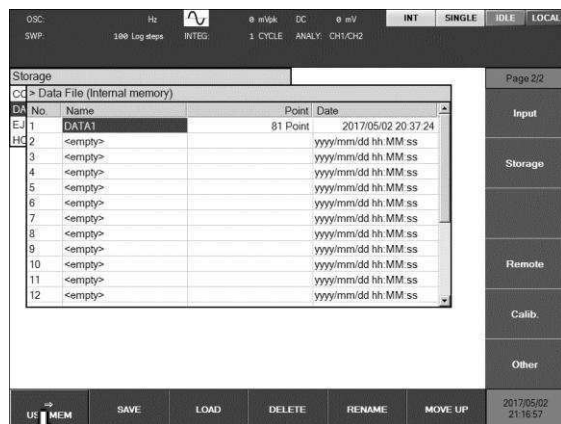 OSC: Hz 0 mVpk DC 0 mV INT SINGLE IDLE LOCAL
SWP: 100 Log steps INTEG: 1 CYCLE ANALY: CH1/CH2
Storage Page 2/2
> Data File (Internal memory)
No. Name Point Date
1 DATA1 81 Point 2017/05/02 20:37:24
2 <empty> yyyy/mm/dd hh:MM:ss
3 <empty> yyyy/mm/dd hh:MM:ss
4 <empty> yyyy/mm/dd hh:MM:ss
5 <empty> yyyy/mm/dd hh:MM:ss
6 <empty> yyyy/mm/dd hh:MM:ss
7 <empty> yyyy/mm/dd hh:MM:ss
8 <empty> yyyy/mm/dd hh:MM:ss
9 <empty> yyyy/mm/dd hh:MM:ss
10 <empty> yyyy/mm/dd hh:MM:ss
11 <empty> yyyy/mm/dd hh:MM:ss
12 <empty> yyyy/mm/dd hh:MM:ss
Input
Storage
Remote
Calib.
Other
MEM SAVE LOAD DELETE RENAME MOVE UP
2017/05/02
21:16:57